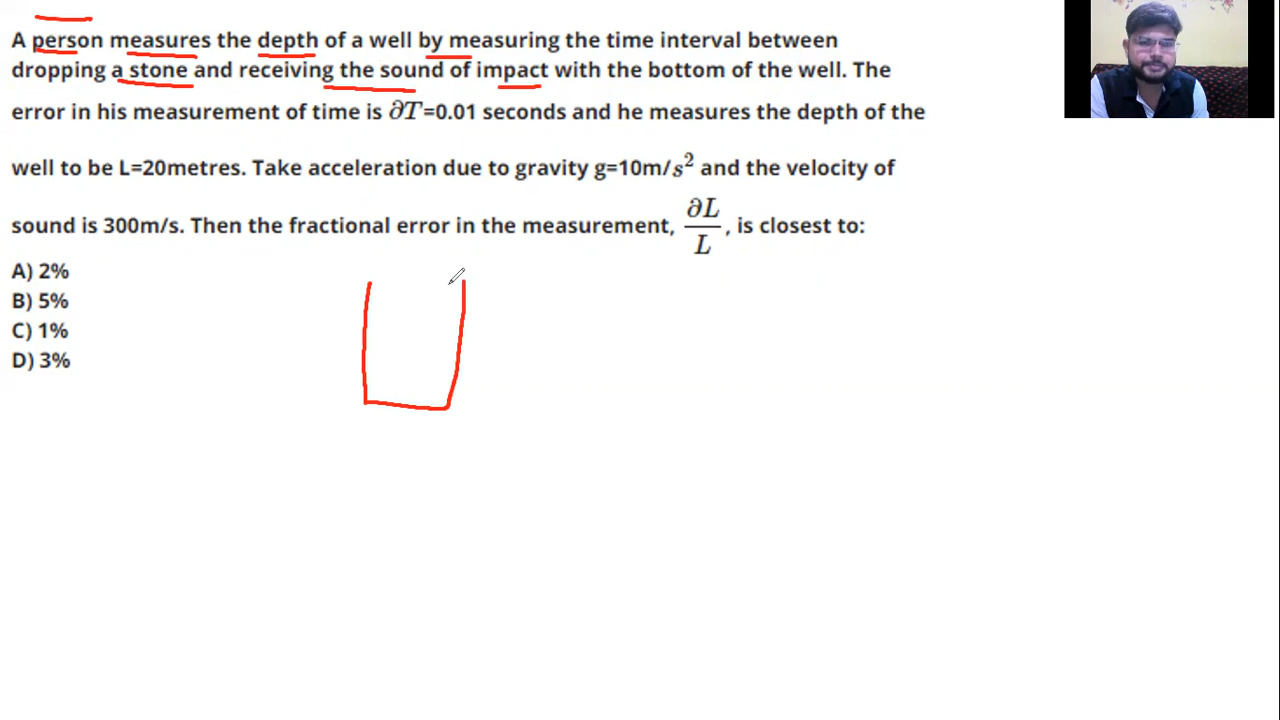 A person measures the depth of a well by measuring the time interval between
dropping a stone and receiving the sound of impact with the bottom of the well. The
error in his measurement of time is ∂T=0.01 seconds and he measures the depth of the
well to be L=20metres. Take acceleration due to gravity g=10m/s² and the velocity of
sound is 300m/s. Then the fractional error in the measurement, ∂L/L, is closest to:
A) 2%
B) 5%
C) 1%
D) 3%